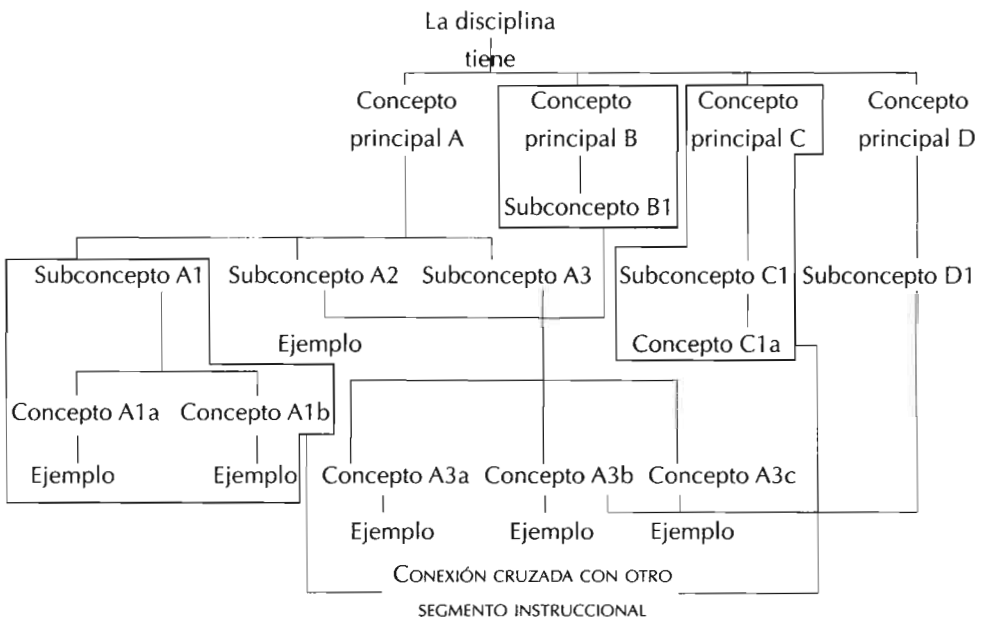 La disciplina
tiene
Concepto principal A
Concepto principal B
Concepto principal C
Concepto principal D
Subconcepto B1
Subconcepto A1
Subconcepto A2
Subconcepto A3
Subconcepto C1
Subconcepto D1
Ejemplo
Concepto C1a
Concepto A1a
Concepto A1b
Ejemplo
Ejemplo
Concepto A3a
Concepto A3b
Concepto A3c
Ejemplo
Ejemplo
Ejemplo
CONEXIÓN CRUZADA CON OTRO
SEGMENTO INSTRUCCIONAL